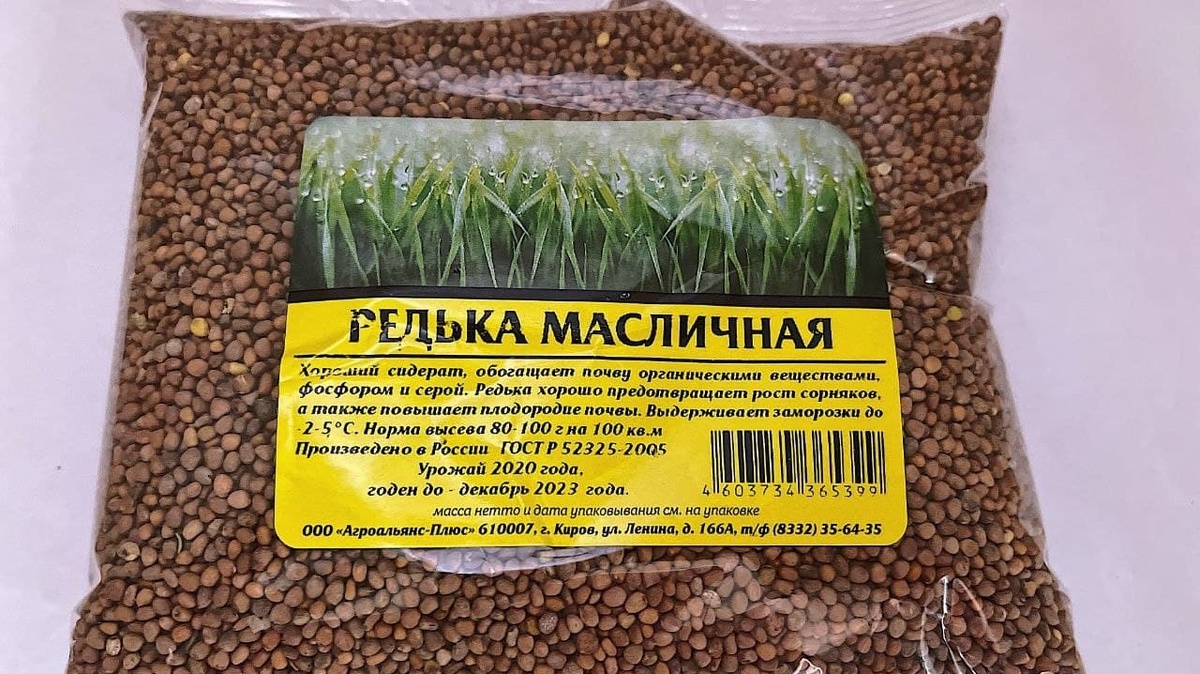 РЕДЬКА МАСЛИЧНАЯ
Хороший сидерат, обогащает почву органическими веществами,
фосфором и серой. Редька хорошо предотвращает рост сорняков,
а также повышает плодородие почвы. Выдерживает заморозки до
-2-5°С. Норма высева 80-100 г на 100 кв.м
Произведено в России ГОСТ Р 52325-2005
Урожай 2020 года,
годен до - декабрь 2023 года.
4 603734 365399
масса нетто и дата упаковывания см. на упаковке
ООО «Агроальянс-Плюс» 610007, г. Киров, ул. Ленина, д. 166А, т/ф (8332) 35-64-35